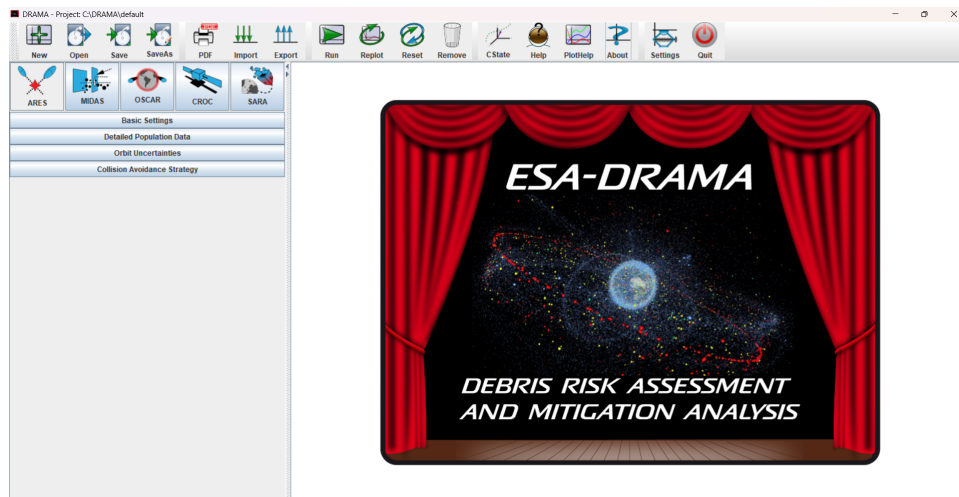 DRAMA - Project: C:\DRAMA\default
New Open Save SaveAs PDF Import Export Run Replot Reset Remove CState Help PlotHelp About Settings Quit
ARES MIDAS OSCAR CROC SARA
Basic Settings
Detailed Population Data
Orbit Uncertainties
Collision Avoidance Strategy
ESA-DRAMA
DEBRIS RISK ASSESSMENT
AND MITIGATION ANALYSIS